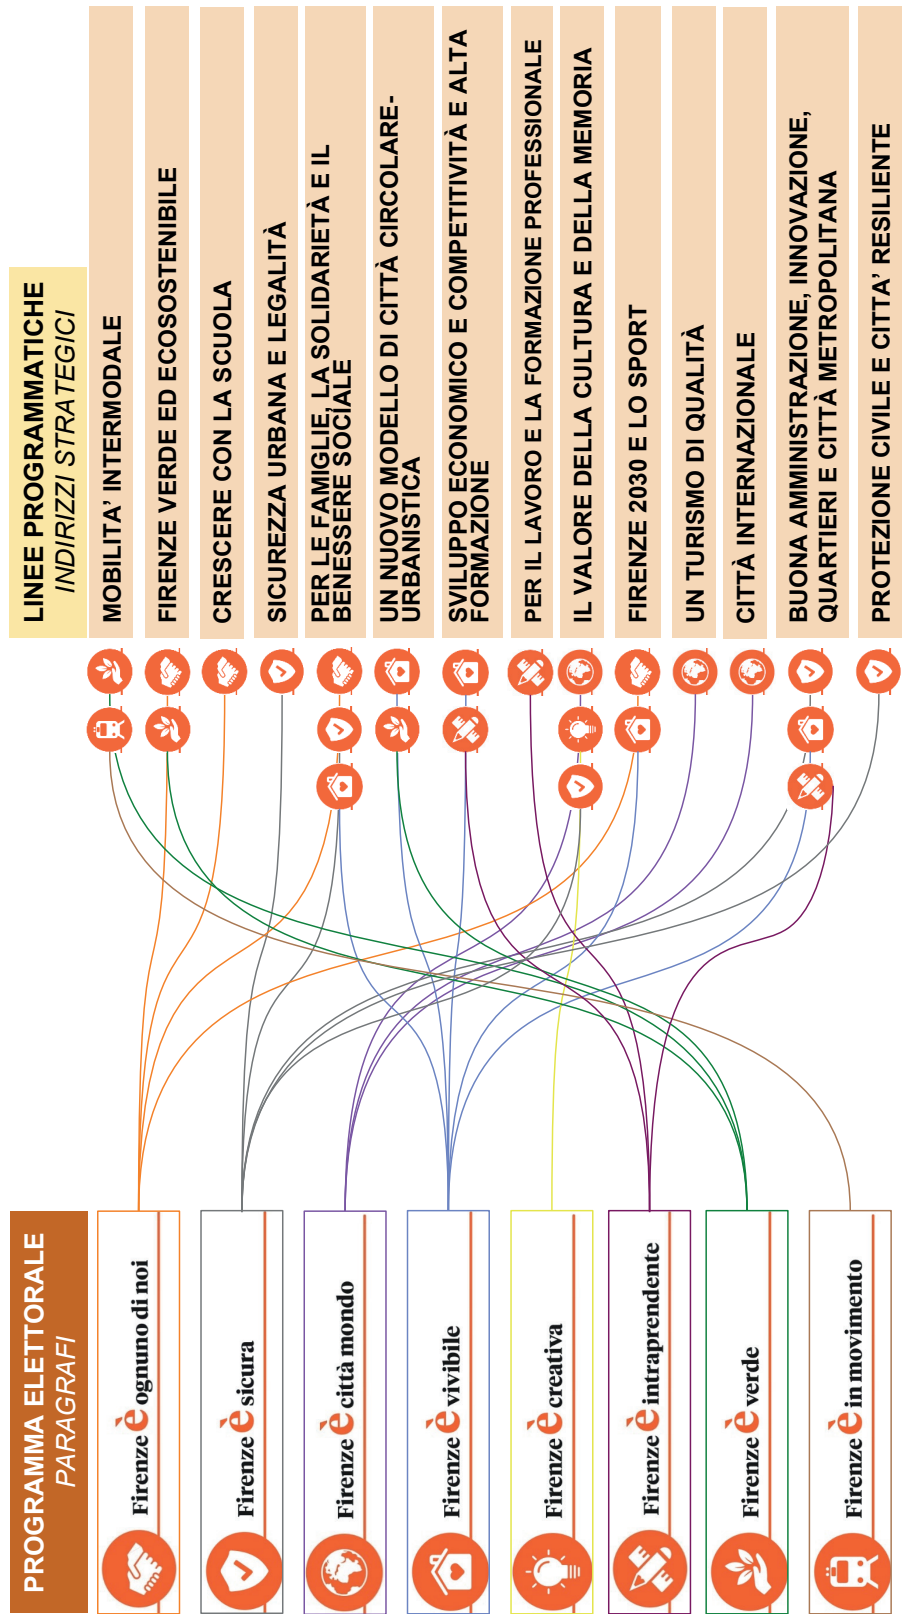 PROGRAMMA ELETTORALE
PARAGRAFI
Firenze è ognuno di noi
Firenze è sicura
Firenze è città mondo
Firenze è vivibile
Firenze è creativa
Firenze è intraprendente
Firenze è verde
Firenze è in movimento
LINEE PROGRAMMATICHE
INDIRIZZI STRATEGICI
MOBILITA' INTERMODALE
FIRENZE VERDE ED ECOSOSTENIBILE
CRESCERE CON LA SCUOLA
SICUREZZA URBANA E LEGALITÀ
PER LE FAMIGLIE, LA SOLIDARIETÀ E IL
BENESSERE SOCIALE
UN NUOVO MODELLO DI CITTÀ CIRCOLARE-
URBANISTICA
SVILUPPO ECONOMICO E COMPETITIVITÀ E ALTA
FORMAZIONE
PER IL LAVORO E LA FORMAZIONE PROFESSIONALE
IL VALORE DELLA CULTURA E DELLA MEMORIA
FIRENZE 2030 E LO SPORT
UN TURISMO DI QUALITÀ
CITTÀ INTERNAZIONALE
BUONA AMMINISTRAZIONE, INNOVAZIONE,
QUARTIERI E CITTÀ METROPOLITANA
PROTEZIONE CIVILE E CITTA' RESILIENTE